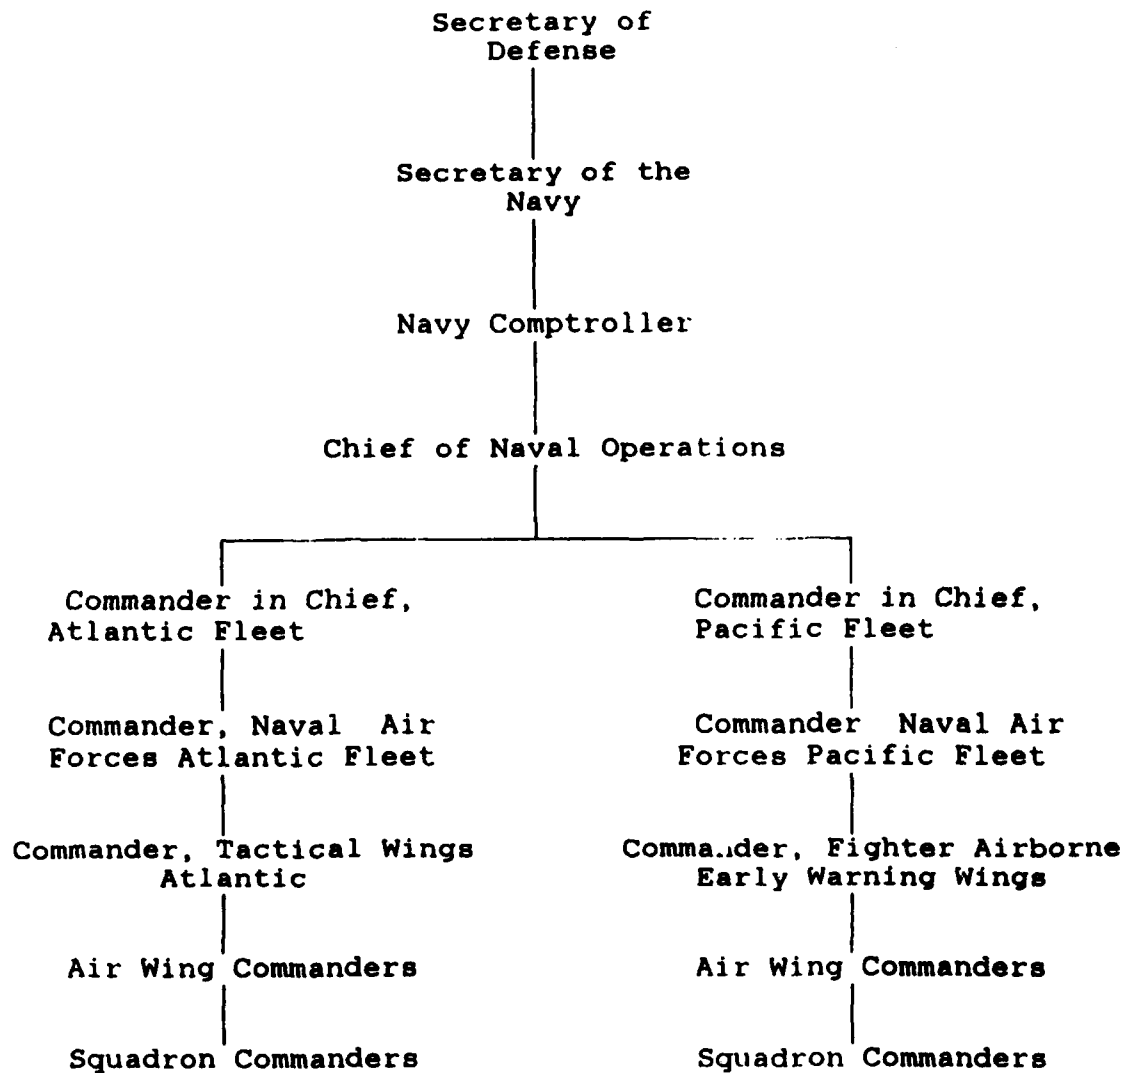 Secretary of
Defense
Secretary of the
Navy
Navy Comptroller
Chief of Naval Operations
Commander in Chief,
Atlantic Fleet
Commander in Chief,
Pacific Fleet
Commander, Naval Air
Forces Atlantic Fleet
Commander Naval Air
Forces Pacific Fleet
Commander, Tactical Wings
Atlantic
Commander, Fighter Airborne
Early Warning Wings
Air Wing Commanders
Air Wing Commanders
Squadron Commanders
Squadron Commanders